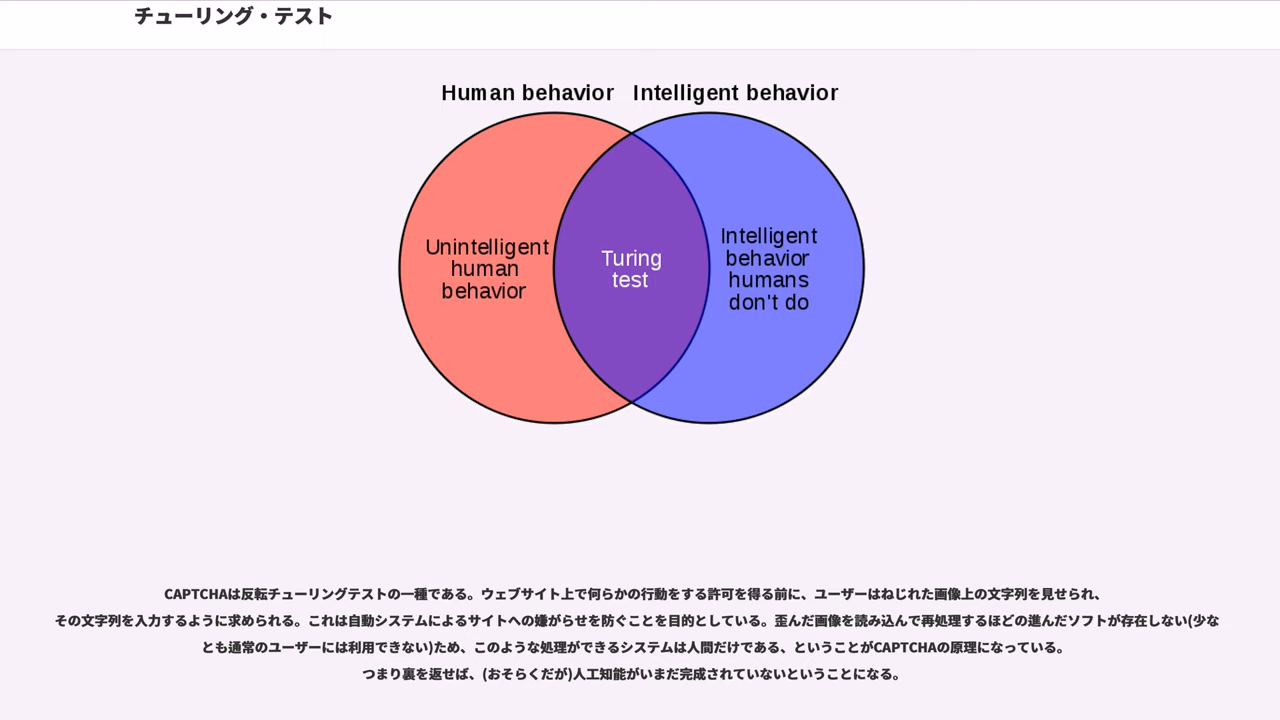 チューリング・テスト
Human behavior Intelligent behavior
Unintelligent
human
behavior
Turing
test
Intelligent
behavior
humans
don't do
CAPTCHAは反転チューリングテストの一種である。ウェブサイト上で何らかの行動をする許可を得る前に、ユーザーはねじれた画像上の文字列を見せられ、
その文字列を入力するように求められる。これは自動システムによるサイトへの嫌がらせを防ぐことを目的としている。歪んだ画像を読み込んで再処理するほどの進んだソフトが存在しない(少な
とも通常のユーザーには利用できない)ため、このような処理ができるシステムは人間だけである、ということがCAPTCHAの原理になっている。
つまり裏を返せば、(おそらくだが)人工知能がいまだ完成されていないということになる。